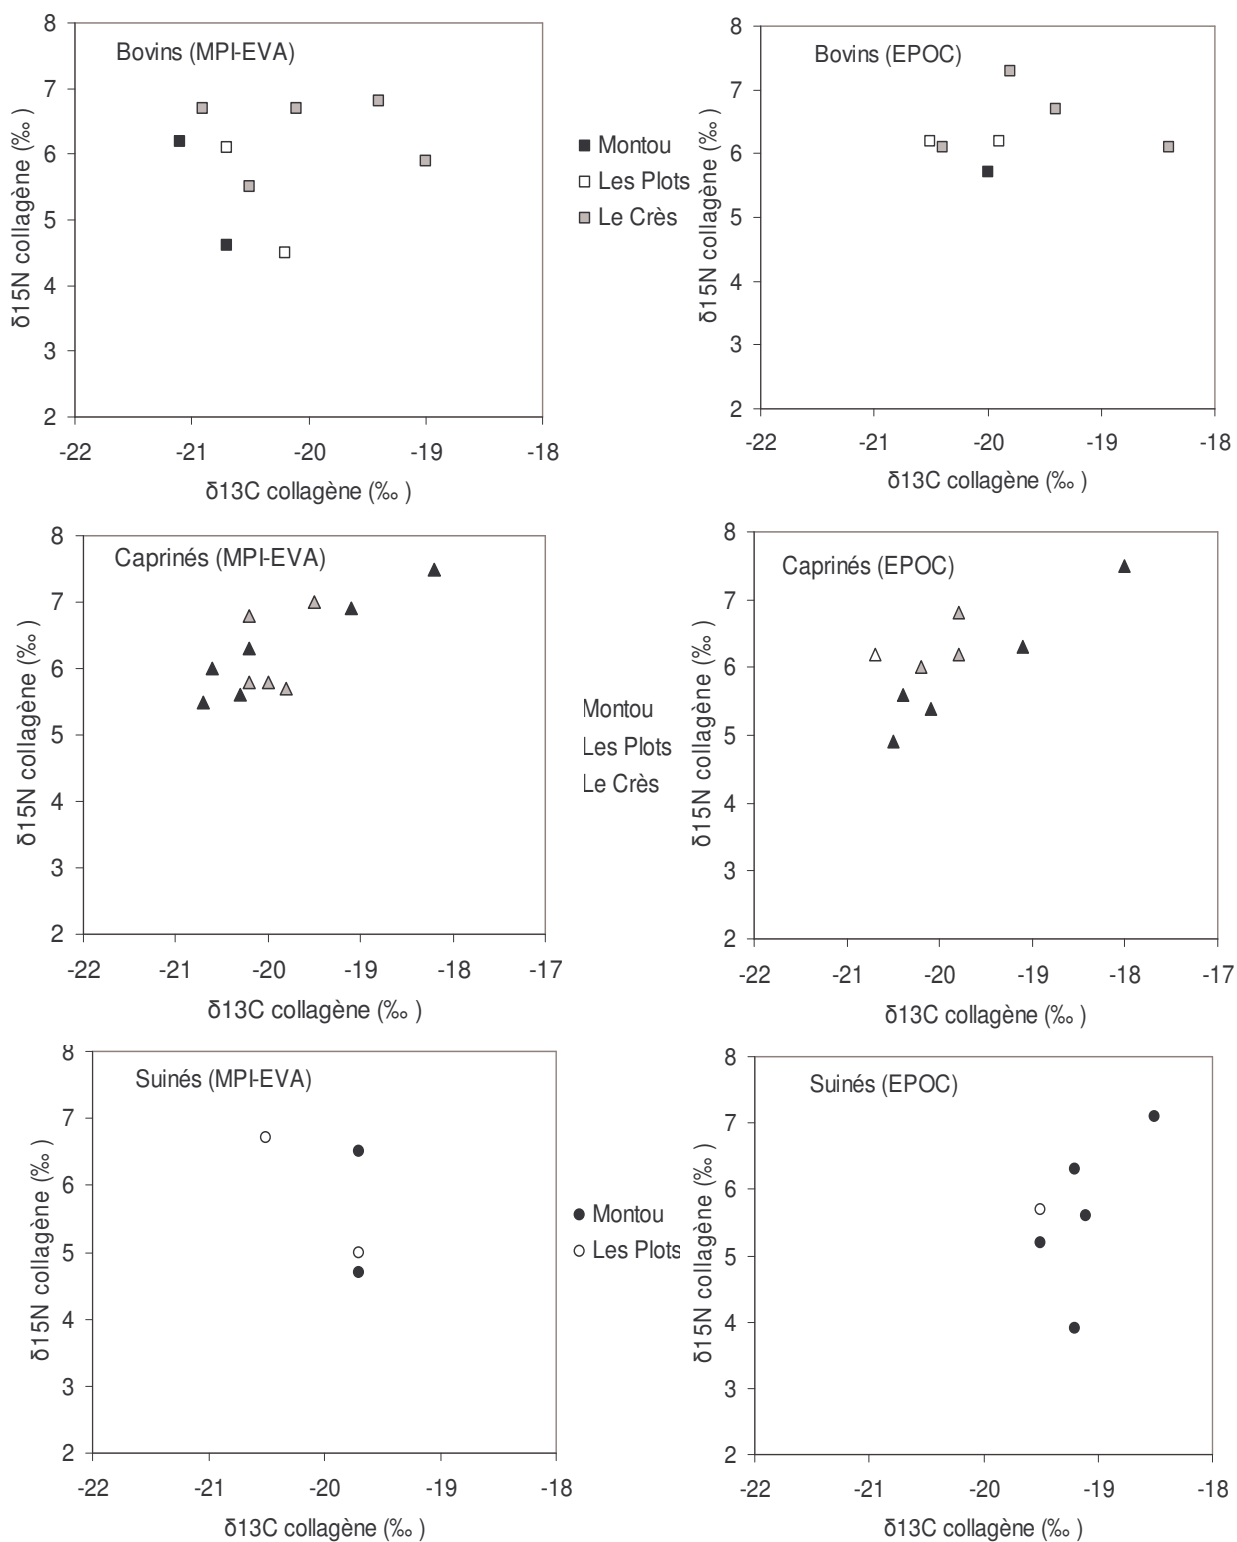 Bovins (MPI-EVA)
8
7
6
5
4
3
2
-22
-21
-20
-19
-18
δ15N collagène (‰ )
δ13C collagène (‰ )
Montou
Les Plots
Le Crès
Bovins (EPOC)
8
7
6
5
4
3
2
-22
-21
-20
-19
-18
δ15N collagène (‰ )
δ13C collagène (‰ )
Caprinés (MPI-EVA)
8
7
6
5
4
3
2
-22
-21
-20
-19
-18
-17
δ15N collagène (‰ )
δ13C collagène (‰ )
Montou
Les Plots
Le Crès
Caprinés (EPOC)
8
7
6
5
4
3
2
-22
-21
-20
-19
-18
-17
δ15N collagène (‰ )
δ13C collagène (‰ )
Suinés (MPI-EVA)
8
7
6
5
4
3
2
-22
-21
-20
-19
-18
δ15N collagène (‰ )
δ13C collagène (‰ )
Montou
Les Plots
Suinés (EPOC)
8
7
6
5
4
3
2
-22
-21
-20
-19
-18
δ15N collagène (‰ )
δ13C collagène (‰ )